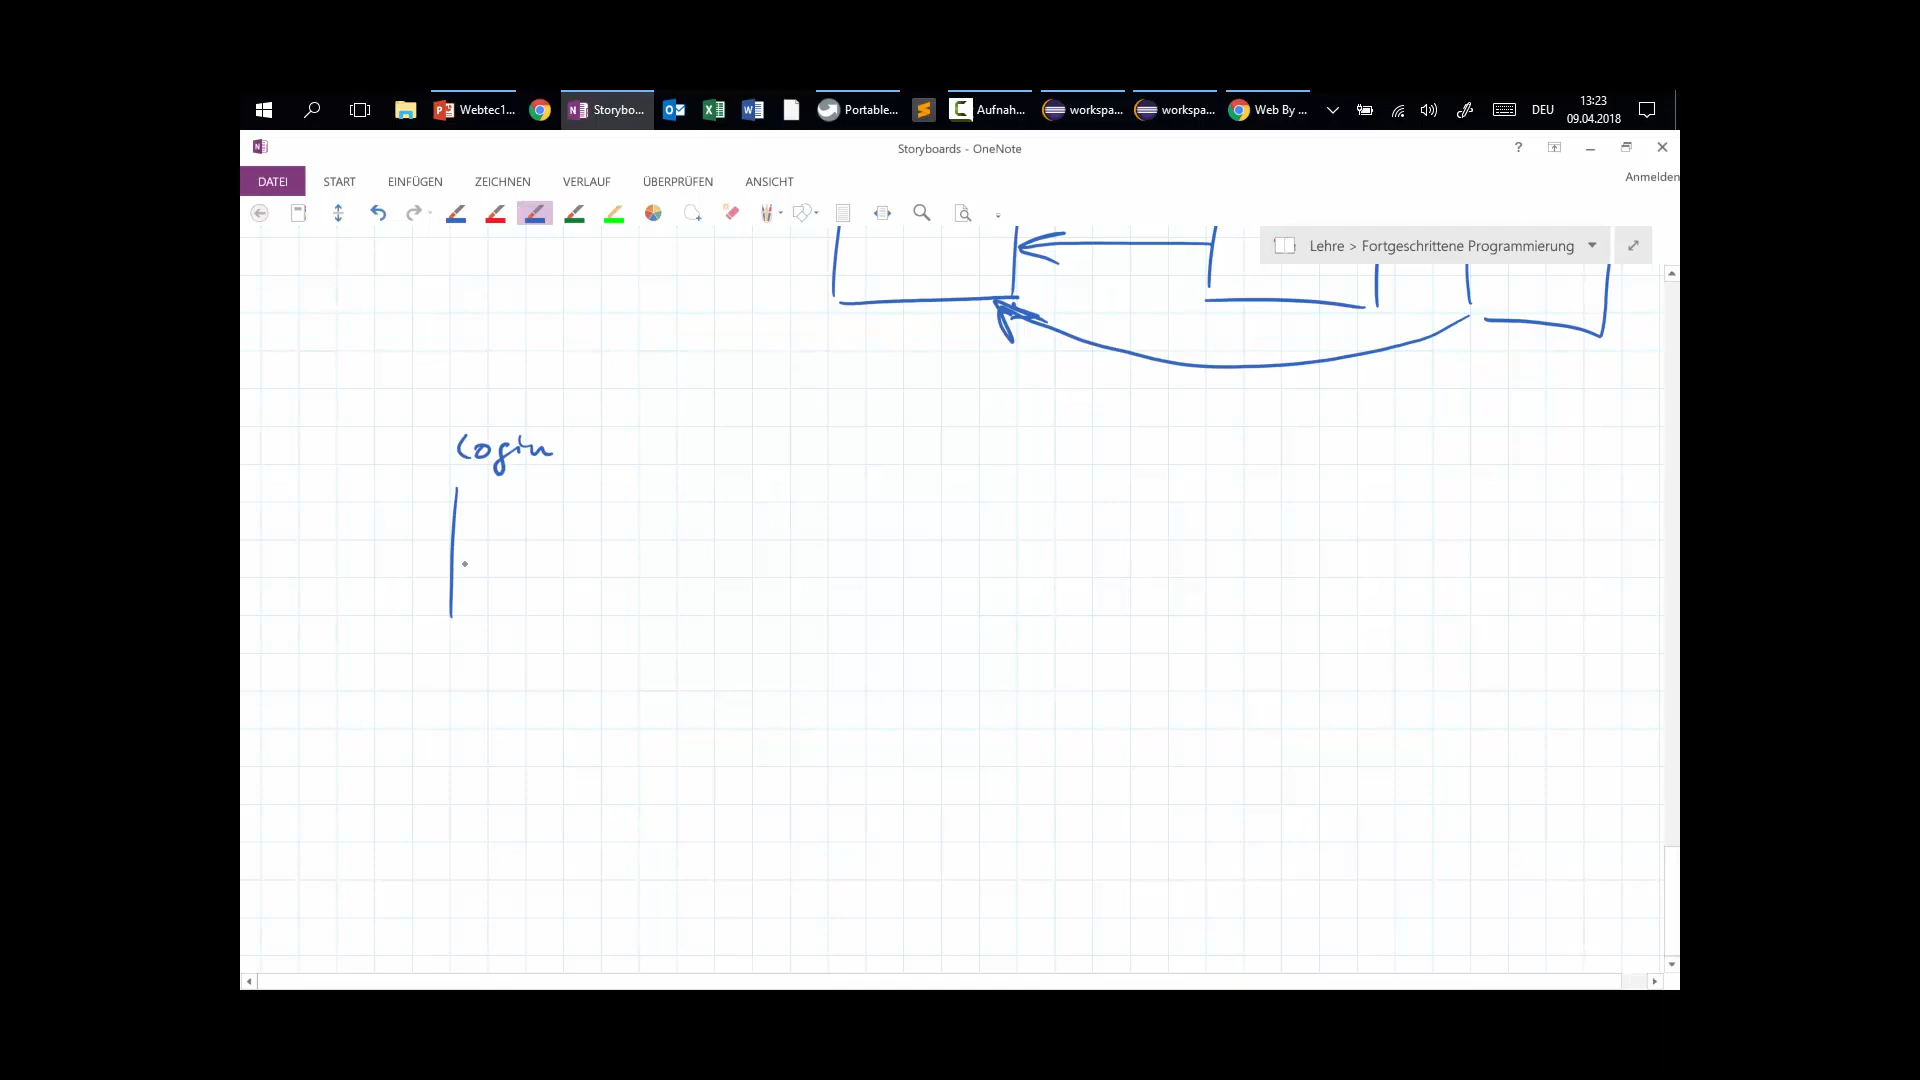 Webtec1...
Storybo...
Portable...
Aufnah...
workspa...
workspa...
Web By ...
DEU
13:23
09.04.2018
Storyboards - OneNote
?
DATEI
START
EINFÜGEN
ZEICHNEN
VERLAUF
ÜBERPRÜFEN
ANSICHT
Anmelden
Lehre > Fortgeschrittene Programmierung
Login